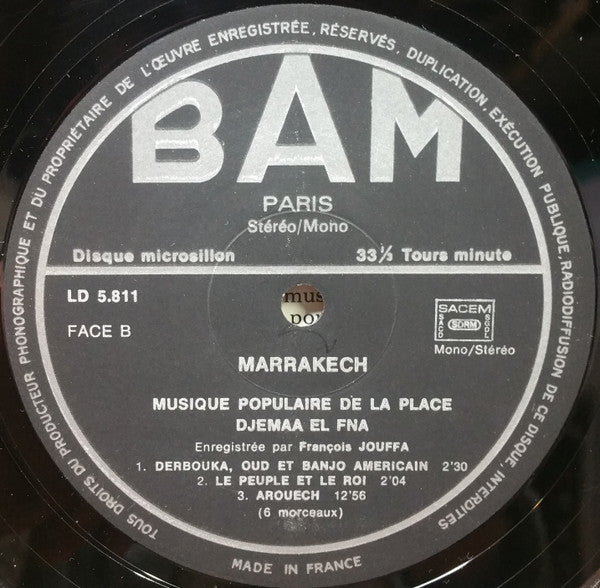 TOUS DROITS DU PRODUCTEUR PHONOGRAPHIQUE ET DU PROPRIÉTAIRE DE L'ŒUVRE ENREGISTRÉE, RÉSERVÉS, DUPLICATION, EXÉCUTION PUBLIQUE, RADIODIFFUSION DE CE DISQUE, INTERDITES
BAM
PARIS
Stéréo/Mono
Disque microsillon 33⅓ Tours minute
LD 5.811
FACE B
mus
pou
SACEM
SACD SDRM SGDL
Mono/Stéréo
MARRAKECH
MUSIQUE POPULAIRE DE LA PLACE
DJEMAA EL FNA
Enregistrée par François JOUFFA
1. DERBOUKA, OUD ET BANJO AMERICAIN 2'30
2. LE PEUPLE ET LE ROI 2'04
3. AROUECH 12'56
(6 morceaux)
MADE IN FRANCE